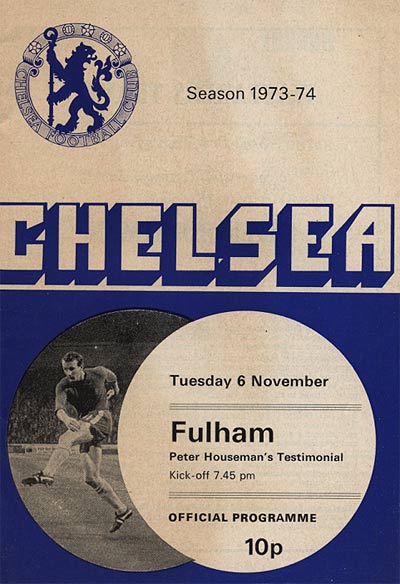 CHELSEA FOOTBALL CLUB
Season 1973-74
CHELSEA
Tuesday 6 November
Fulham
Peter Houseman's Testimonial
Kick-off 7.45 pm
OFFICIAL PROGRAMME
10p